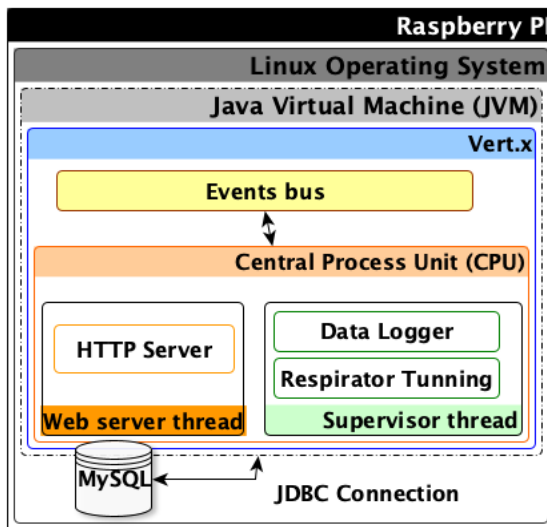 Raspberry PI
Linux Operating System
Java Virtual Machine (JVM)
Vert.x
Events bus
Central Process Unit (CPU)
HTTP Server
Data Logger
Respirator Tunning
Web server thread
Supervisor thread
MySQL
JDBC Connection